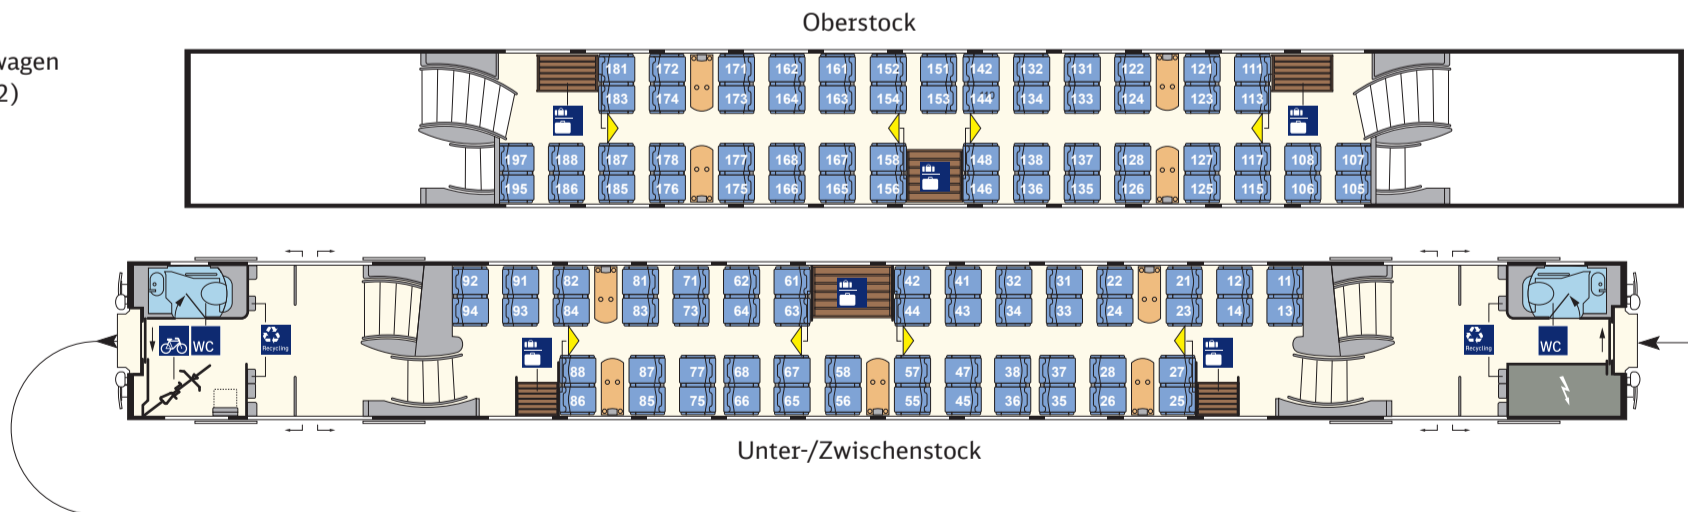 Oberstock
wagen
2)
181 172 171 162 161 152 151 142 132 131 122 121 111
183 174 173 164 163 154 153 144 134 133 124 123 113
197 188 187 178 177 168 167 158 148 138 137 128 127 117 108 107
195 186 185 176 175 166 165 156 146 136 135 126 125 115 106 105
92 91 82 81 71 62 61 42 41 32 31 22 21 12 11
94 93 84 83 73 64 63 44 43 34 33 24 23 14 13
WC Recycling Recycling WC
88 87 77 68 67 58 57 47 38 37 28 27
86 85 75 66 65 56 55 45 36 35 26 25
Unter-/Zwischenstock